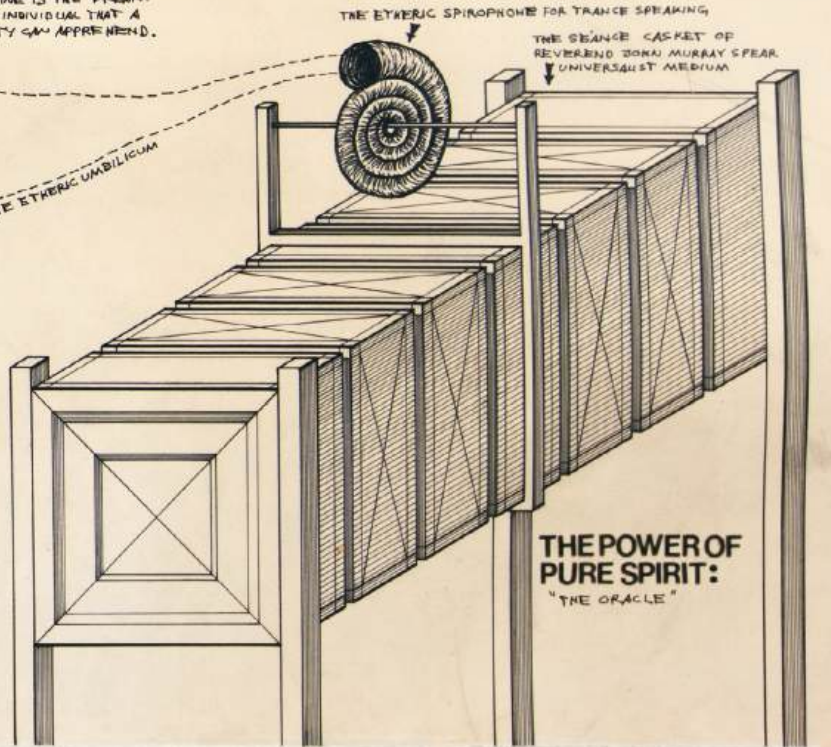 INDIVIDUAL THAT A
CAN APPREHEND.
THE ETHERIC SPIROPHONE FOR TRANCE SPEAKING
THE SÉANCE CASKET OF
REVEREND JOHN MURRAY SPEAR
UNIVERSALIST MEDIUM
ETHERIC UMBILICUM
THE POWER OF
PURE SPIRIT:
"THE ORACLE"